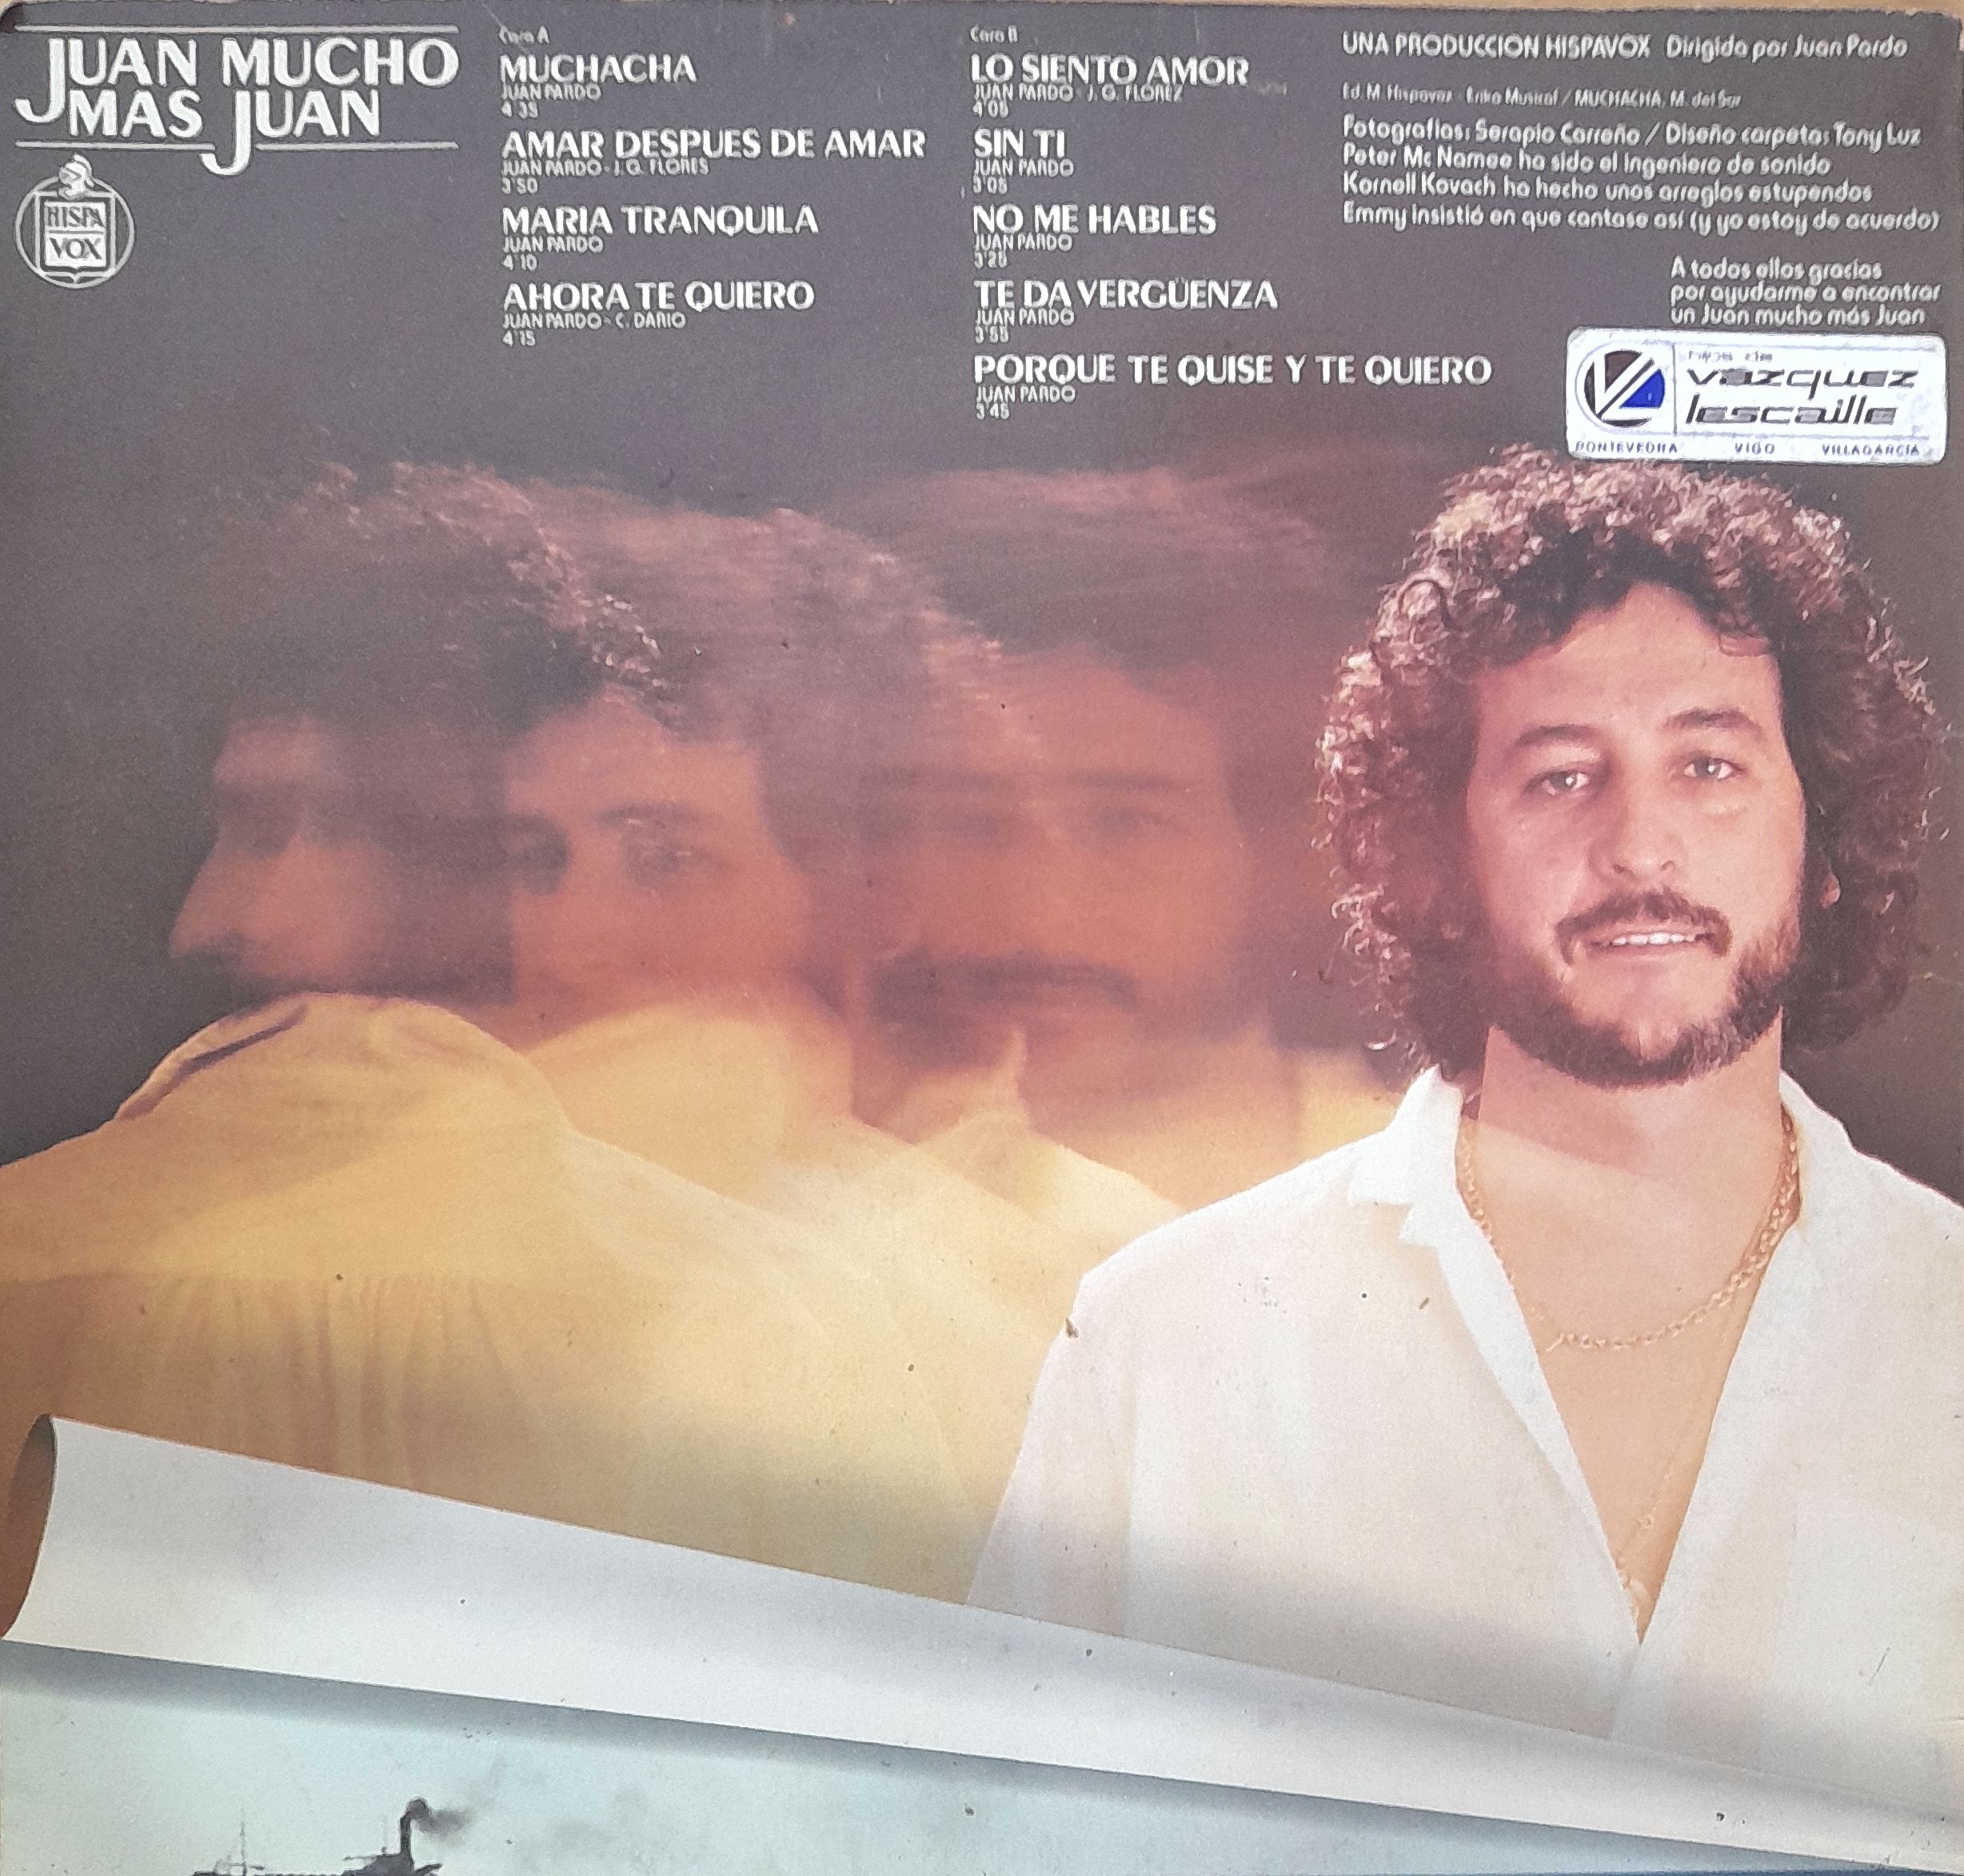 JUAN MUCHO
MAS JUAN
HISPA
VOX
Cara A
MUCHACHA
JUAN PARDO
4'35
AMAR DESPUES DE AMAR
JUAN PARDO - J. G. FLORES
3'50
MARIA TRANQUILA
JUAN PARDO
4'10
AHORA TE QUIERO
JUAN PARDO - C. DARIO
4'15
Cara B
LO SIENTO AMOR
JUAN PARDO - J. G. FLOREZ
4'05
SIN TI
JUAN PARDO
3'05
NO ME HABLES
JUAN PARDO
3'25
TE DA VERGÜENZA
JUAN PARDO
3'55
PORQUE TE QUISE Y TE QUIERO
JUAN PARDO
3'45
UNA PRODUCCION HISPAVOX Dirigida por Juan Pardo
Ed. M. Hispavox - Erika Musical / MUCHACHA, M. del Sur
Fotografías: Serapio Carreño / Diseño carpeta: Tony Luz
Peter Mc Namee ha sido el ingeniero de sonido
Kornell Kovach ha hecho unos arreglos estupendos
Emmy insistió en que cantase así (y yo estoy de acuerdo)
A todos ellos gracias
por ayudarme a encontrar
un Juan mucho más Juan
hijos de
vazquez
lescaille
PONTEVEDRA VIGO VILLAGARCIA